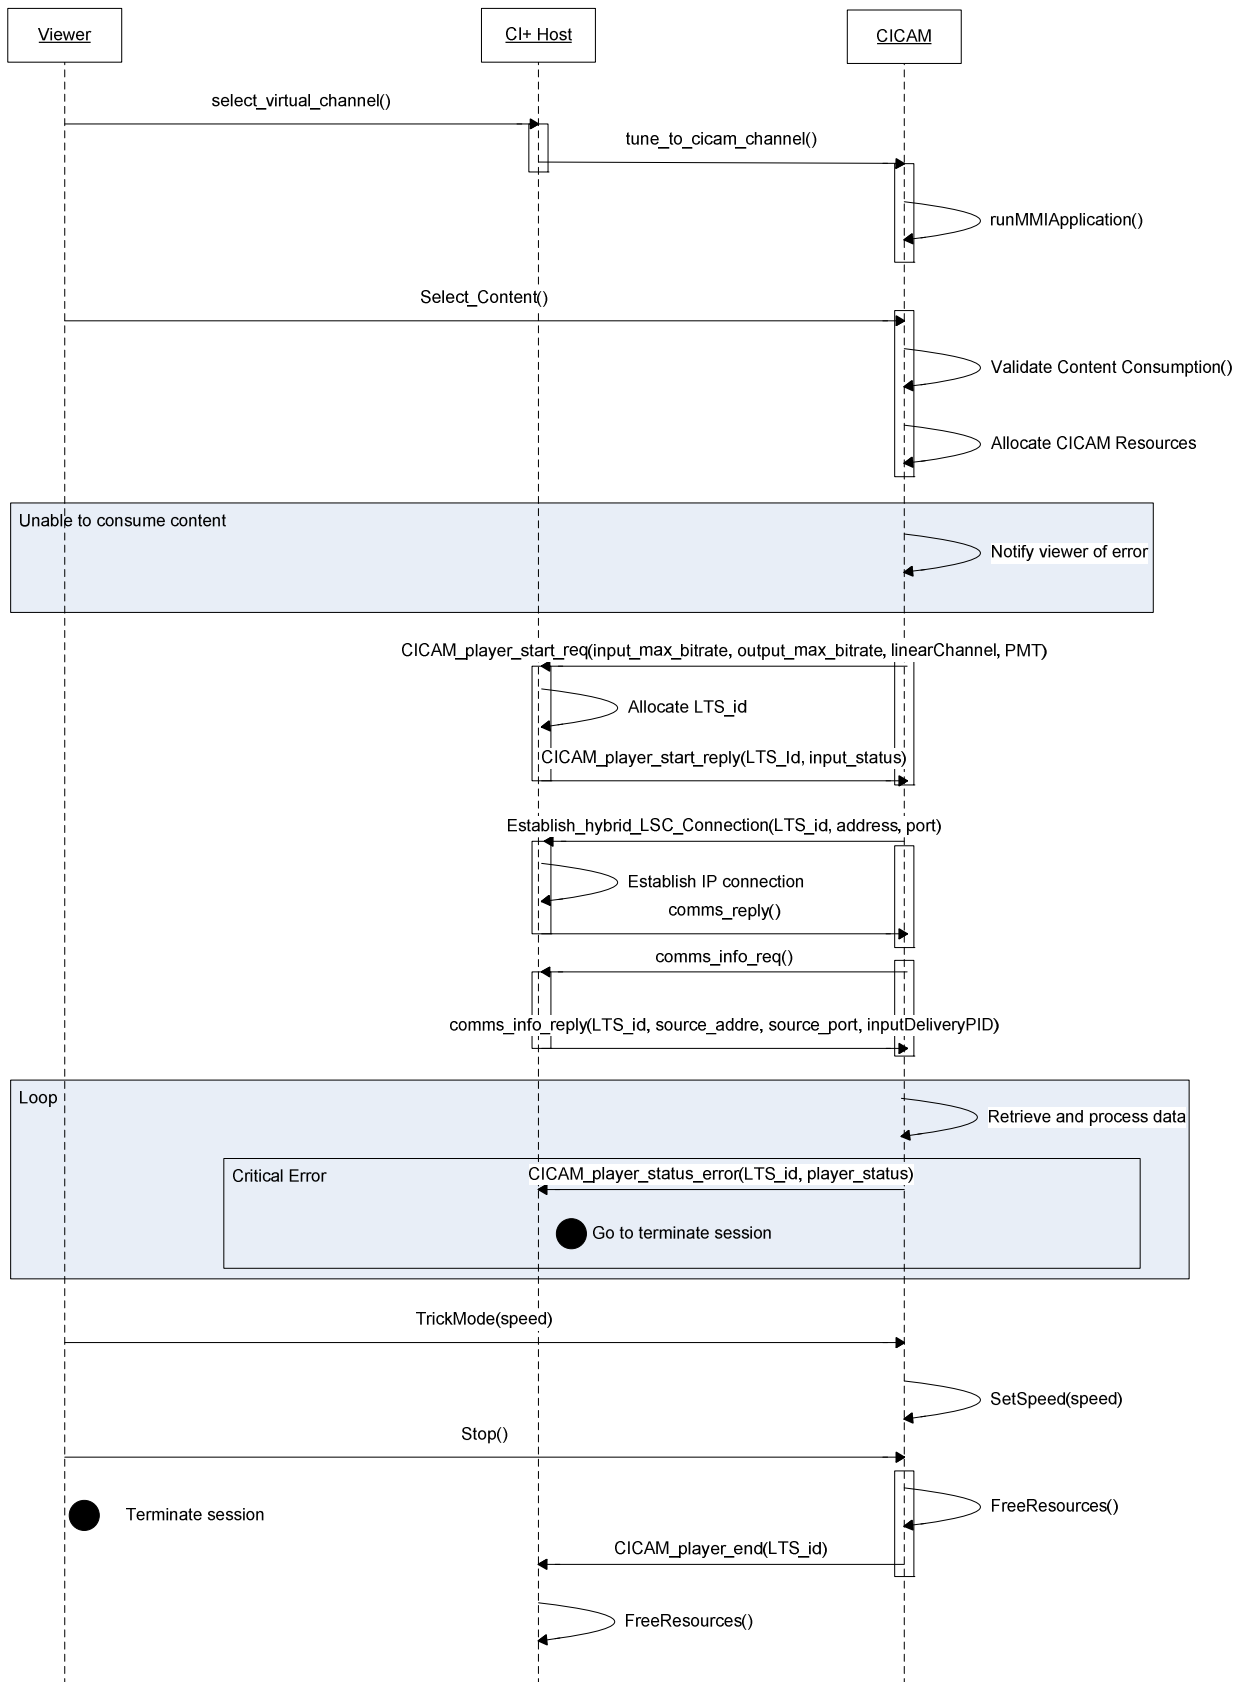 Viewer
CI+ Host
CICAM
select_virtual_channel()
tune_to_cicam_channel()
runMMIApplication()
Select_Content()
Validate Content Consumption()
Allocate CICAM Resources
Unable to consume content
Notify viewer of error
CICAM_player_start_req(input_max_bitrate, output_max_bitrate, linearChannel, PMT)
Allocate LTS_id
CICAM_player_start_reply(LTS_Id, input_status)
Establish_hybrid_LSC_Connection(LTS_id, address, port)
Establish IP connection
comms_reply()
comms_info_req()
comms_info_reply(LTS_id, source_addre, source_port, inputDeliveryPID)
Loop
Retrieve and process data
Critical Error
CICAM_player_status_error(LTS_id, player_status)
Go to terminate session
TrickMode(speed)
SetSpeed(speed)
Stop()
Terminate session
FreeResources()
CICAM_player_end(LTS_id)
FreeResources()